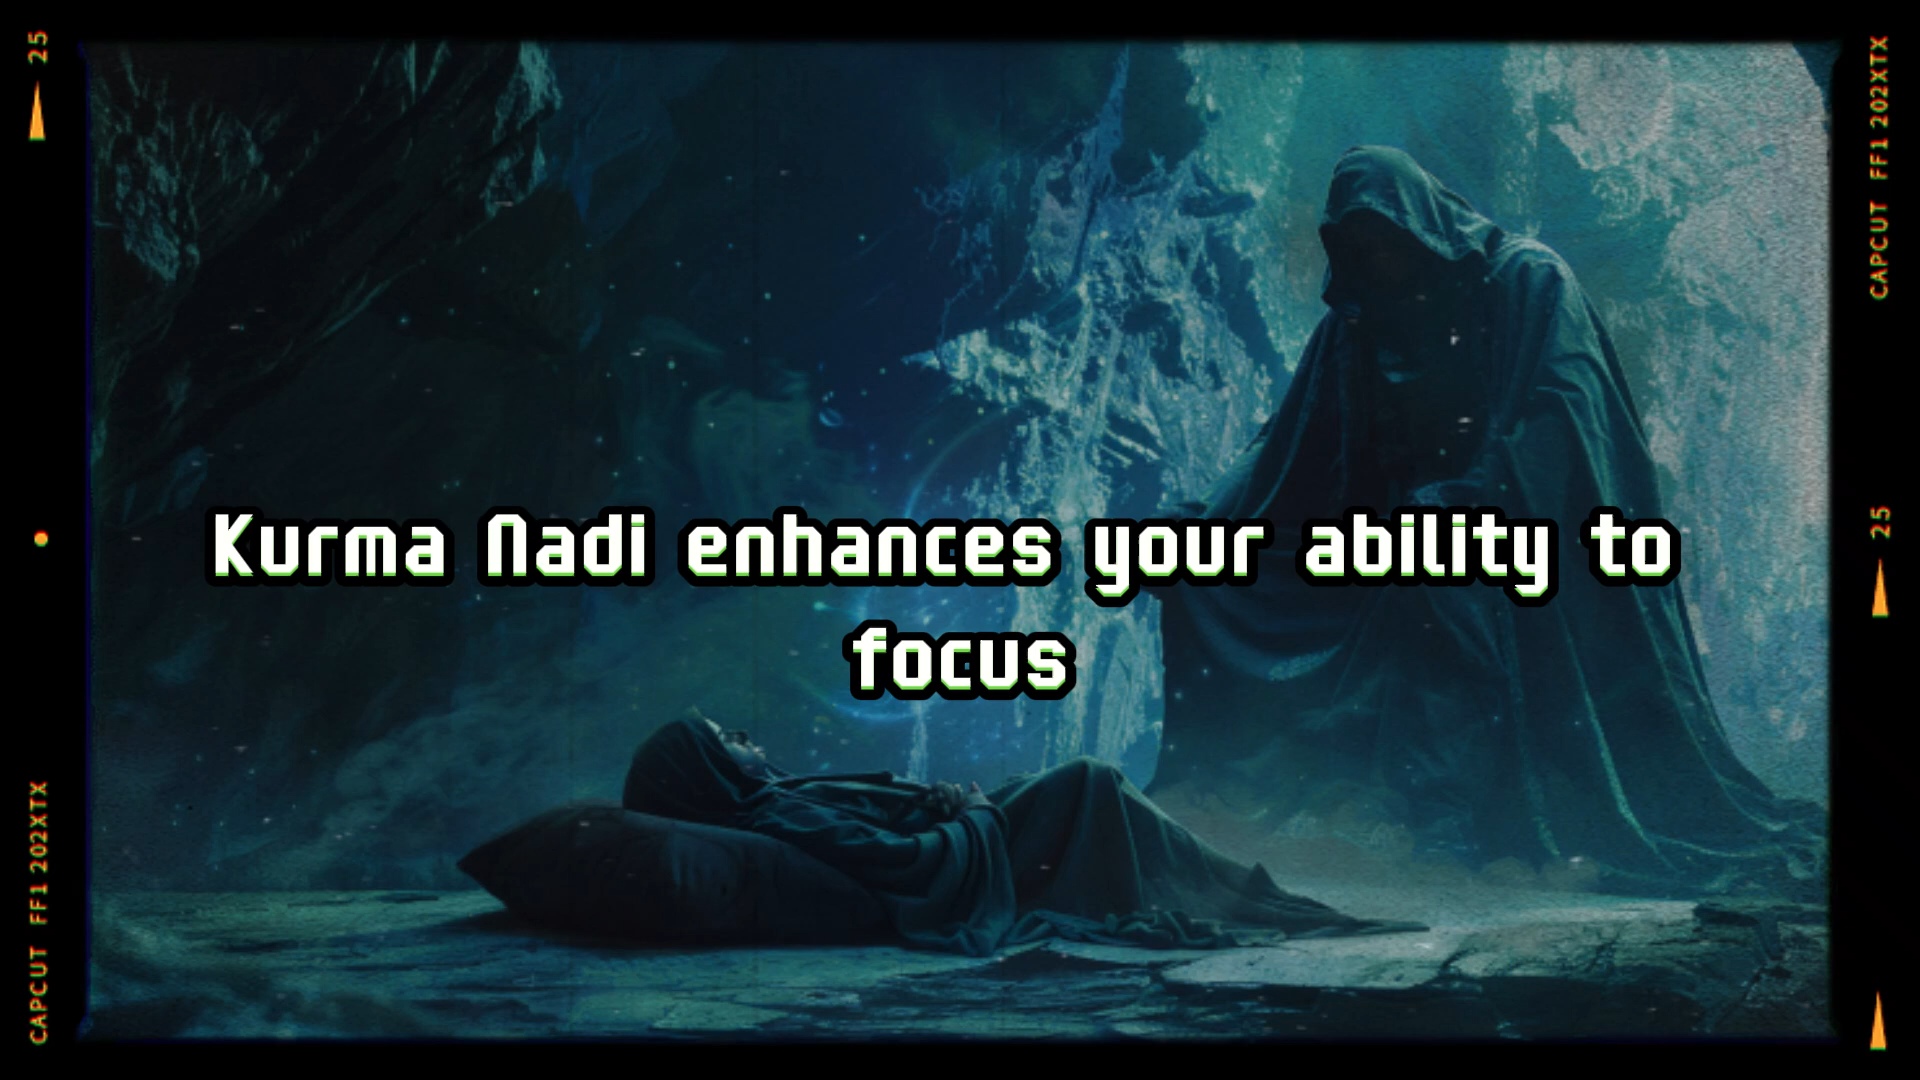 25
CAPCUT FF1 202XTX
Kurma Nadi enhances your ability to
focus
25
CAPCUT FF1 202XTX